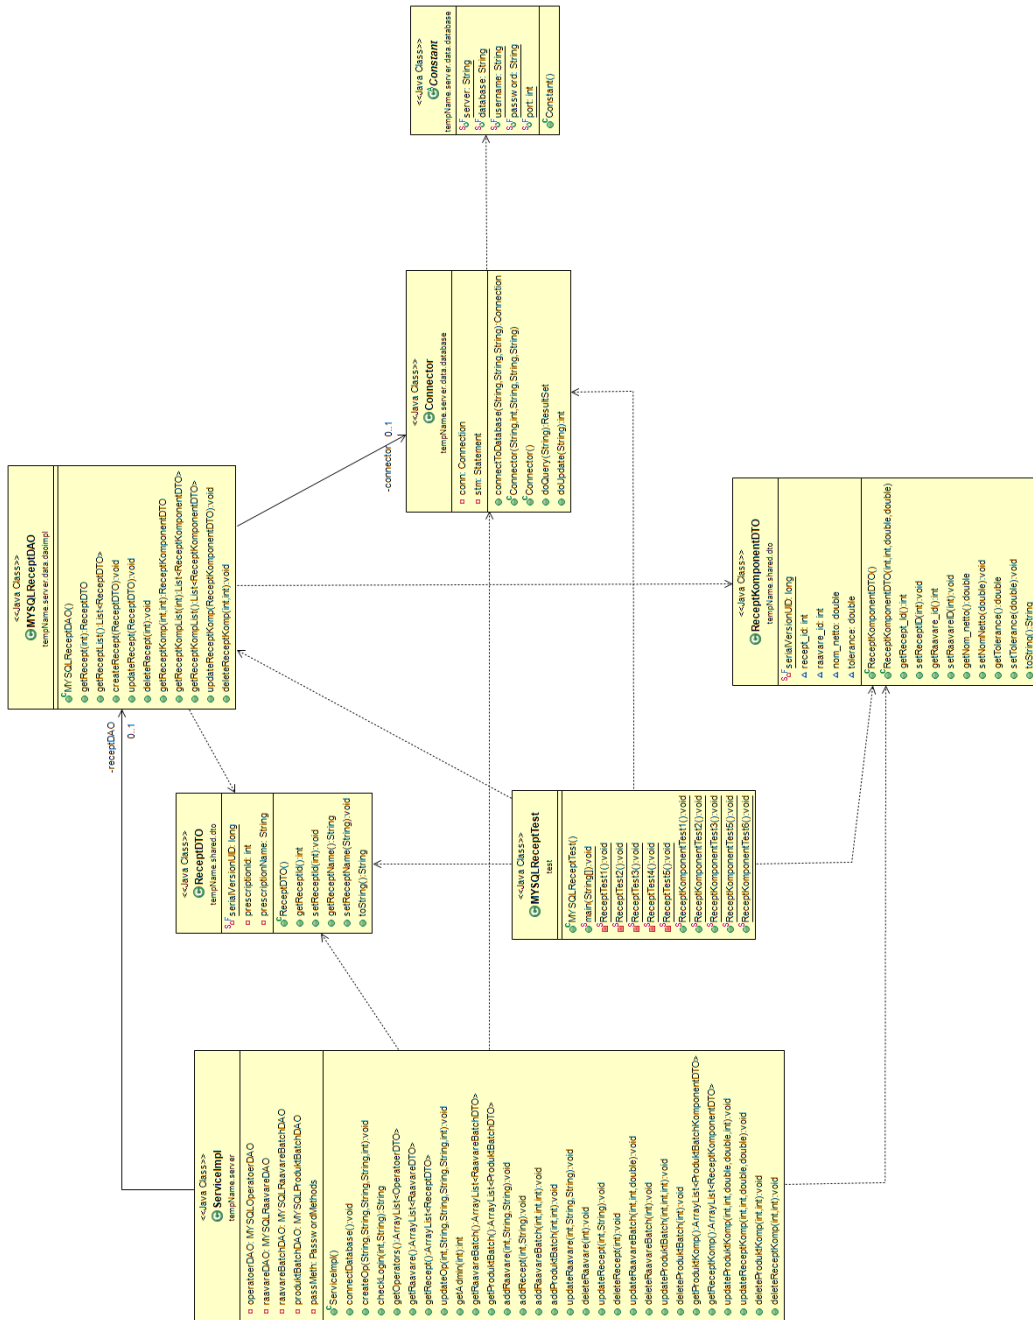 <<Java Class>>
ServiceImpl
tempName.server
operatoerDAO: MYSQLOperatoerDAO
raavareDAO: MYSQLRaavareDAO
raavareBatchDAO: MYSQLRaavareBatchDAO
produktBatchDAO: MYSQLProduktBatchDAO
passMeth: PasswordMethods
ServiceImpl()
connectDatabase():void
createOp(String,String,String,int):void
checkLogin(int,String):String
getOperators():ArrayList<OperatoerDTO>
getRaavare():ArrayList<RaavareDTO>
getRecept():ArrayList<ReceptDTO>
updateOp(int,String,String,String,int):void
getAdmin(int):int
getRaavareBatch():ArrayList<RaavareBatchDTO>
getProduktBatch():ArrayList<ProduktBatchDTO>
addRaavare(int,String,String):void
addRecept(int,String):void
addRaavareBatch(int,int,int):void
addProduktBatch(int,int):void
updateRaavare(int,String,String):void
deleteRaavare(int):void
updateRecept(int,String):void
deleteRecept(int):void
updateRaavareBatch(int,int,double):void
deleteRaavareBatch(int):void
updateProduktBatch(int,int,int):void
deleteProduktBatch(int):void
getProduktKomp():ArrayList<ProduktBatchKomponentDTO>
getReceptKomp():ArrayList<ReceptKomponentDTO>
updateProduktKomp(int,int,double,double,int):void
updateReceptKomp(int,int,double,double):void
deleteProduktKomp(int,int):void
deleteReceptKomp(int,int):void
<<Java Class>>
ReceptDTO
tempName.shared.dto
serialVersionUID: long
prescriptionId: int
prescriptionName: String
ReceptDTO()
getReceptId():int
setReceptId(int):void
getReceptName():String
setReceptName(String):void
toString():String
<<Java Class>>
MYSQLReceptTest
test
MYSQLReceptTest()
main(String[]):void
ReceptTest1():void
ReceptTest2():void
ReceptTest3():void
ReceptTest4():void
ReceptTest5():void
ReceptKomponentTest1():void
ReceptKomponentTest2():void
ReceptKomponentTest3():void
ReceptKomponentTest5():void
ReceptKomponentTest6():void
-receptDAO
0..1
<<Java Class>>
MYSQLReceptDAO
tempName.server.data.daoimpl
MYSQLReceptDAO()
getRecept(int):ReceptDTO
getReceptList():List<ReceptDTO>
createRecept(ReceptDTO):void
updateRecept(ReceptDTO):void
deleteRecept(int):void
getReceptKomp(int,int):ReceptKomponentDTO
getReceptKompList(int):List<ReceptKomponentDTO>
getReceptKompList():List<ReceptKomponentDTO>
updateReceptKomp(ReceptKomponentDTO):void
deleteReceptKomp(int,int):void
<<Java Class>>
ReceptKomponentDTO
tempName.shared.dto
serialVersionUID: long
recept_id: int
raavare_id: int
nom_netto: double
tolerance: double
ReceptKomponentDTO()
ReceptKomponentDTO(int,int,double,double)
getRecept_Id():int
setReceptID(int):void
getRaavare_id():int
setRaavareID(int):void
getNom_netto():double
setNomNetto(double):void
getTolerance():double
setTolerance(double):void
toString():String
-connector
0..1
<<Java Class>>
Connector
tempName.server.data.database
conn: Connection
stm: Statement
connectToDatabase(String,String,String):Connection
Connector(String,int,String,String,String)
Connector()
doQuery(String):ResultSet
doUpdate(String):int
<<Java Class>>
Constant
tempName.server.data.database
server: String
database: String
username: String
password: String
port: int
Constant()